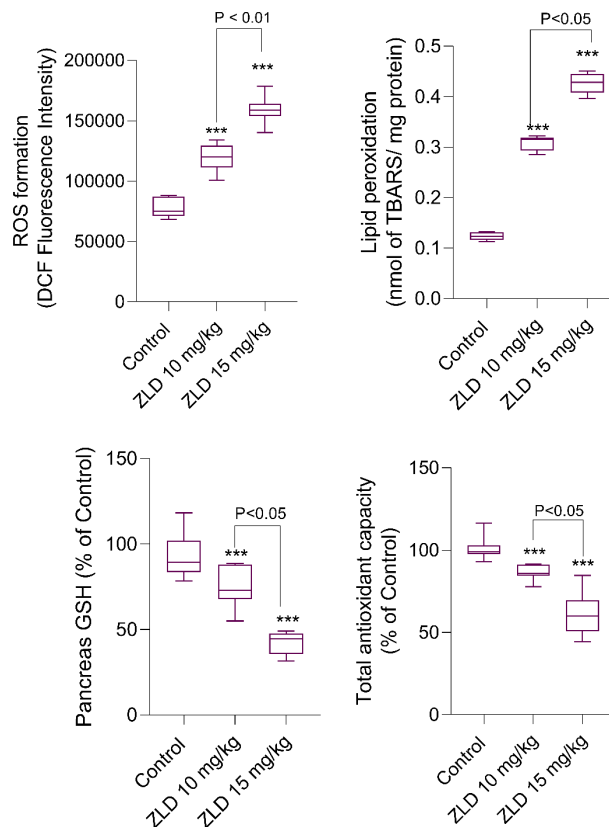 P < 0.01
ROS formation
(DCF Fluorescence Intensity)
200000
150000
100000
50000
0
***
***
Control
ZLD 10 mg/kg
ZLD 15 mg/kg
P<0.05
Lipid peroxidation
(nmol of TBARS/ mg protein)
0.5
0.4
0.3
0.2
0.1
0.0
***
***
Control
ZLD 10 mg/kg
ZLD 15 mg/kg
Pancreas GSH (% of Control)
150
100
50
0
P<0.05
***
***
Control
ZLD 10 mg/kg
ZLD 15 mg/kg
Total antioxidant capacity
(% of Control)
150
100
50
0
P<0.05
***
***
Control
ZLD 10 mg/kg
ZLD 15 mg/kg